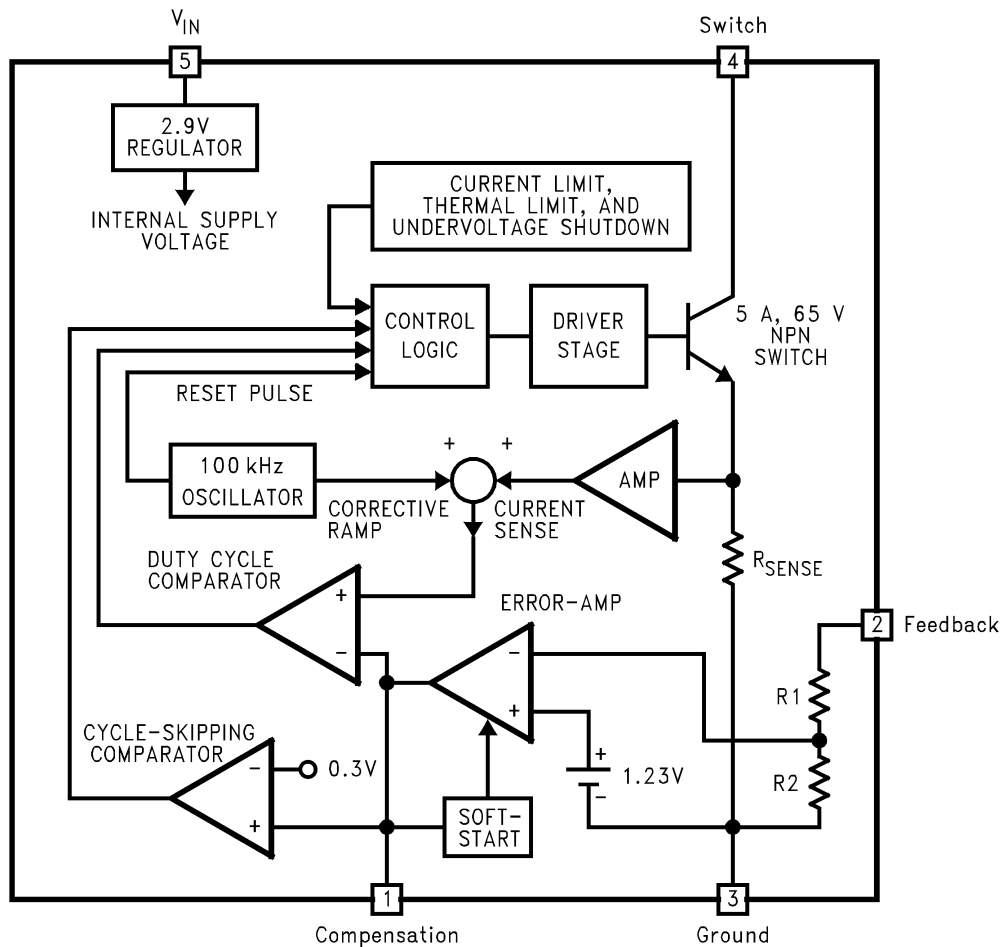 VIN
Switch
5
4
2.9V
REGULATOR
CURRENT LIMIT,
THERMAL LIMIT, AND
UNDERVOLTAGE SHUTDOWN
INTERNAL SUPPLY
VOLTAGE
CONTROL
LOGIC
DRIVER
STAGE
5 A, 65 V
NPN
SWITCH
RESET PULSE
+
+
100 kHz
OSCILLATOR
AMP
CORRECTIVE
RAMP
CURRENT
SENSE
DUTY CYCLE
COMPARATOR
RSENSE
+
−
ERROR-AMP
2
Feedback
−
+
R1
CYCLE-SKIPPING
COMPARATOR
−
0.3V
+
1.23V
−
R2
+
SOFT-
START
1
3
Compensation
Ground